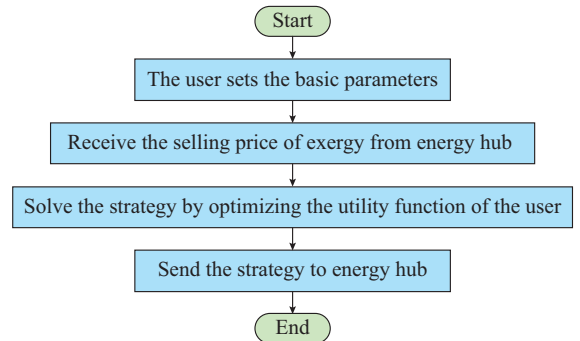 Start
The user sets the basic parameters
Receive the selling price of exergy from energy hub
Solve the strategy by optimizing the utility function of the user
Send the strategy to energy hub
End